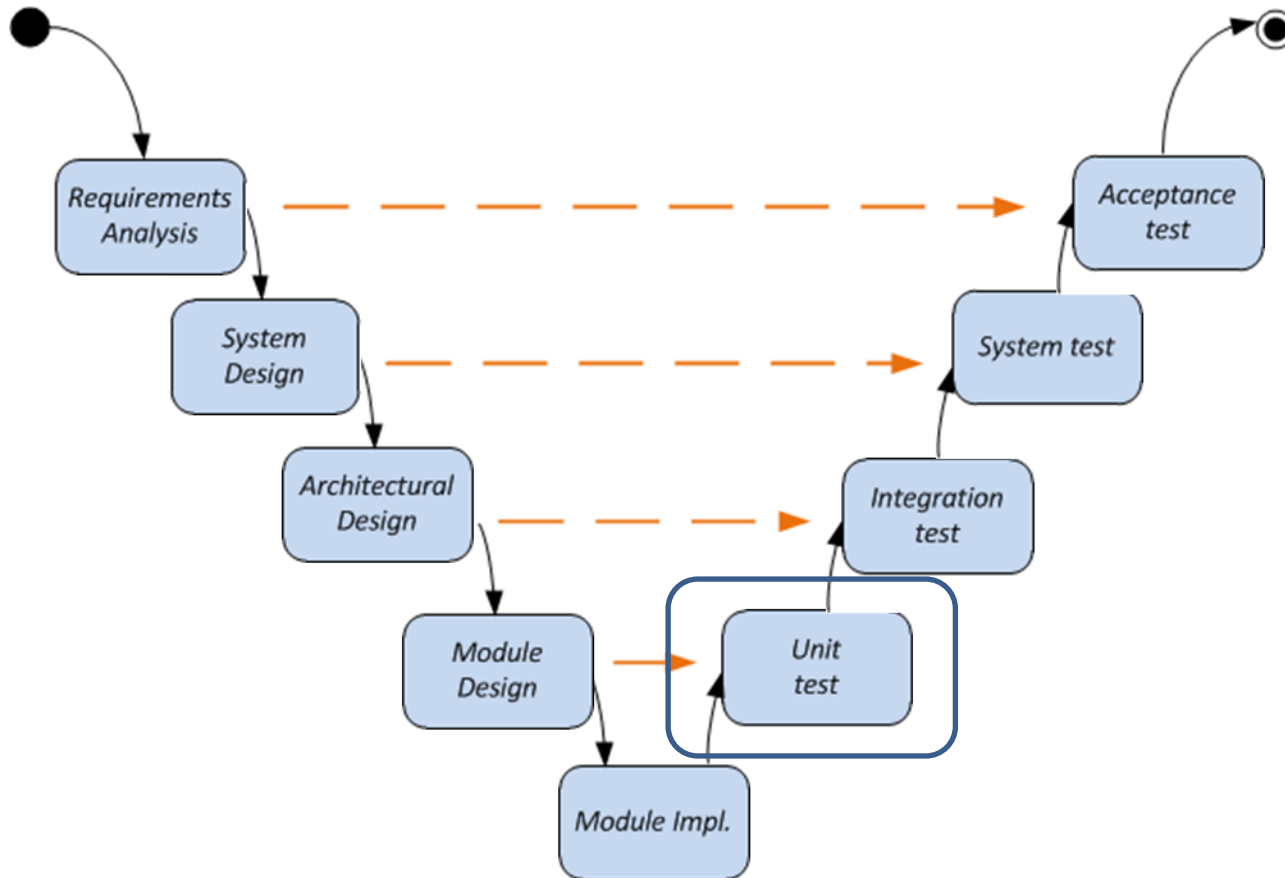 Requirements
Analysis
Acceptance
test
System
Design
System test
Architectural
Design
Integration
test
Module
Design
Unit
test
Module Impl.